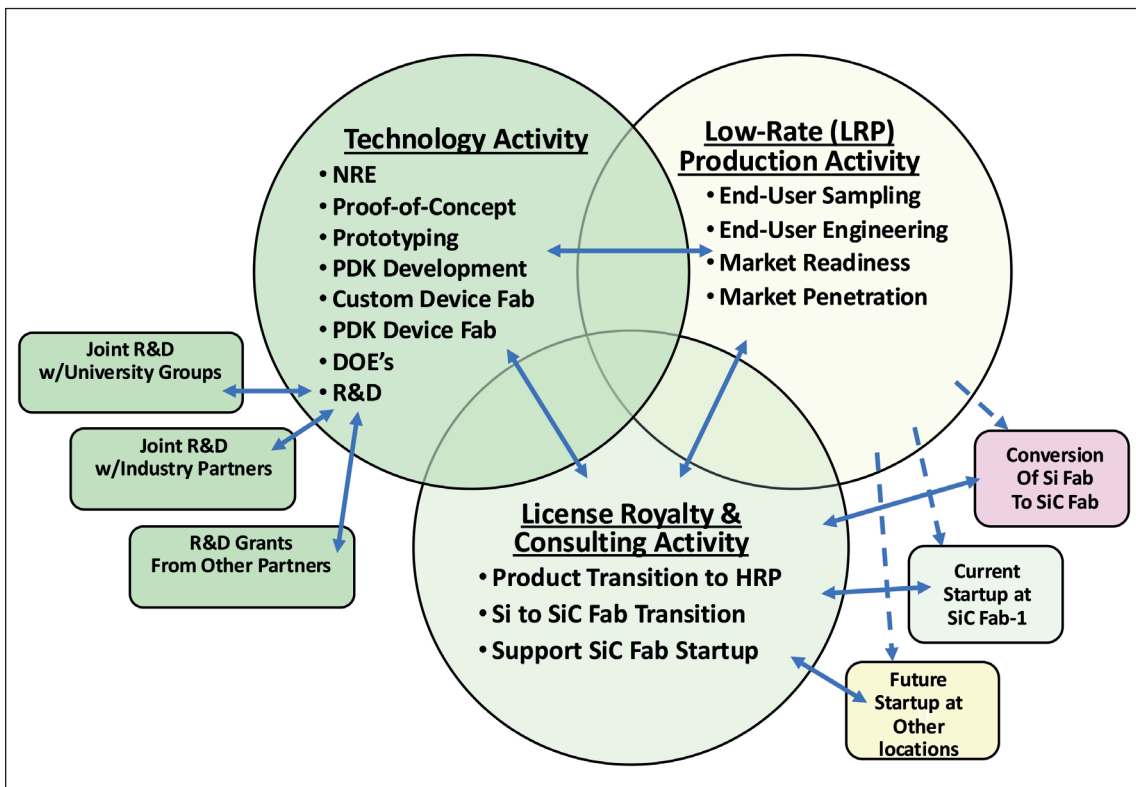 Technology Activity
• NRE
• Proof-of-Concept
• Prototyping
• PDK Development
• Custom Device Fab
• PDK Device Fab
• DOE’s
• R&D
Low-Rate (LRP)
Production Activity
• End-User Sampling
• End-User Engineering
• Market Readiness
• Market Penetration
Joint R&D
w/University Groups
Joint R&D
w/Industry Partners
R&D Grants
From Other Partners
License Royalty &
Consulting Activity
• Product Transition to HRP
• Si to SiC Fab Transition
• Support SiC Fab Startup
Conversion
Of Si Fab
To SiC Fab
Current
Startup at
SiC Fab-1
Future
Startup at
Other
locations